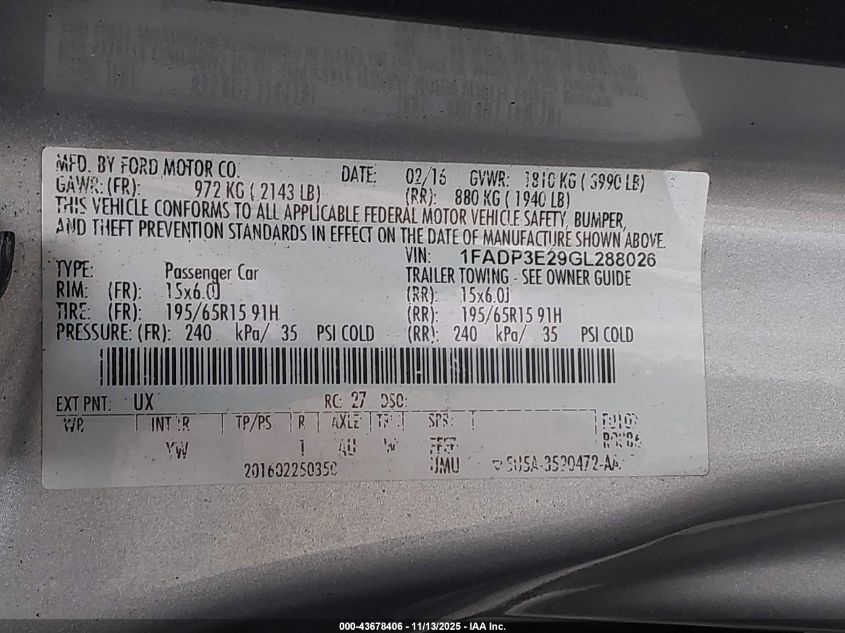 MFD. BY FORD MOTOR CO. DATE: 02/16 GVWR: 1810 KG ( 3990 LB)
GAWR: (FR): 972 KG ( 2143 LB) (RR): 880 KG ( 1940 LB)
THIS VEHICLE CONFORMS TO ALL APPLICABLE FEDERAL MOTOR VEHICLE SAFETY, BUMPER,
AND THEFT PREVENTION STANDARDS IN EFFECT ON THE DATE OF MANUFACTURE SHOWN ABOVE.
VIN: 1FADP3E29GL288026
TYPE: Passenger Car TRAILER TOWING - SEE OWNER GUIDE
RIM: (FR): 15x6.0J (RR): 15x6.0J
TIRE: (FR): 195/65R15 91H (RR): 195/65R15 91H
PRESSURE: (FR): 240 kPa/ 35 PSI COLD (RR): 240 kPa/ 35 PSI COLD
EXT PNT: UX RC: 27 DSO:
WB INT TR TP/PS R AXLE TR SPR
YW 1 AU W
201602250350 UMU 5U5A-3520472-AA
000-43678406 - 11/13/2025 - IAA Inc.